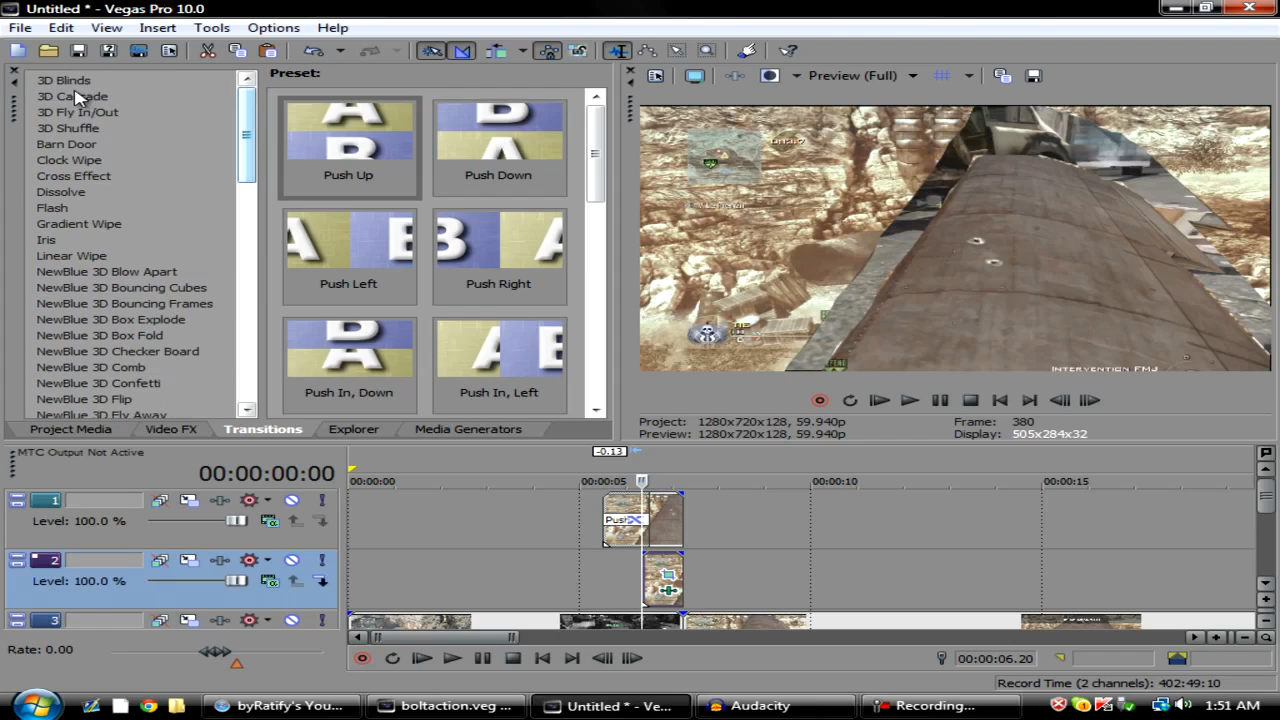 Untitled * - Vegas Pro 10.0
File Edit View Insert Tools Options Help
3D Blinds
3D Cascade
3D Fly In/Out
3D Shuffle
Barn Door
Clock Wipe
Cross Effect
Dissolve
Flash
Gradient Wipe
Iris
Linear Wipe
NewBlue 3D Blow Apart
NewBlue 3D Bouncing Cubes
NewBlue 3D Bouncing Frames
NewBlue 3D Box Explode
NewBlue 3D Box Fold
NewBlue 3D Checker Board
NewBlue 3D Comb
NewBlue 3D Confetti
NewBlue 3D Flip
NewBlue 3D Fly Away
Preset:
Push Up
Push Down
Push Left
Push Right
Push In, Down
Push In, Left
Project Media Video FX Transitions Explorer Media Generators
Preview (Full)
INTERVENTION FMJ
Project: 1280x720x128, 59.940p Frame: 380
Preview: 1280x720x128, 59.940p Display: 505x284x32
MTC Output Not Active
00:00:00:00
-0.13
00:00:00 00:00:05 00:00:10 00:00:15
1
Level: 100.0 %
Push
2
Level: 100.0 %
3
Rate: 0.00
00:00:06.20
Record Time (2 channels): 402:49:10
byRatify's You... boltaction.veg ... Untitled * - Ve... Audacity Recording... 1:51 AM